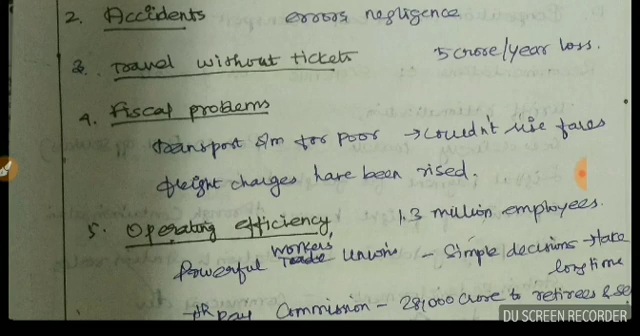 2. Accidents errors negligence
3. Travel without tickets 5 crore/year loss.
4. Fiscal problems
transport s/m for poor → couldn't rise fares
freight charges have been rised.
5. Operating efficiency 1.3 million employees.
Powerful workers Trade unions – simple decisions → take
long time
Pay Commission – 28,000 crore to retirees &
DU SCREEN RECORDER